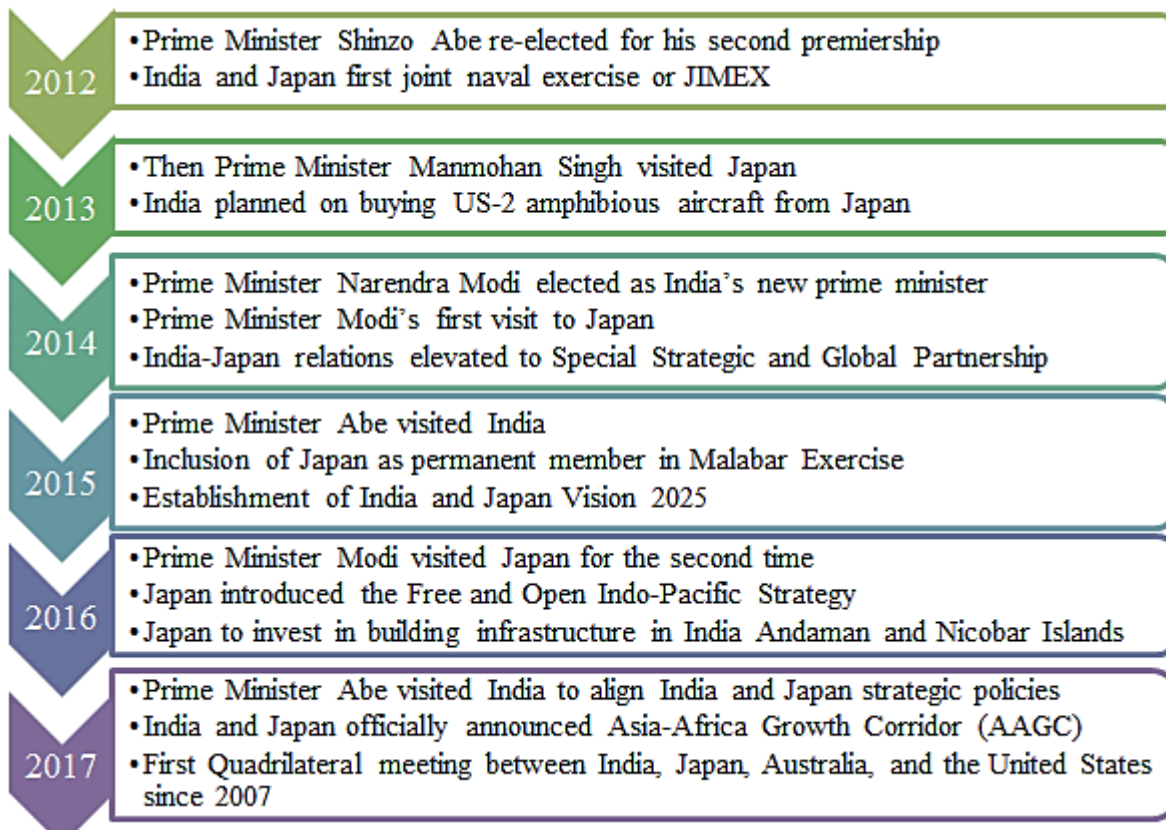 2012
•Prime Minister Shinzo Abe re-elected for his second premiership
•India and Japan first joint naval exercise or JIMEX
2013
•Then Prime Minister Manmohan Singh visited Japan
•India planned on buying US-2 amphibious aircraft from Japan
2014
•Prime Minister Narendra Modi elected as India’s new prime minister
•Prime Minister Modi’s first visit to Japan
•India-Japan relations elevated to Special Strategic and Global Partnership
2015
•Prime Minister Abe visited India
•Inclusion of Japan as permanent member in Malabar Exercise
•Establishment of India and Japan Vision 2025
2016
•Prime Minister Modi visited Japan for the second time
•Japan introduced the Free and Open Indo-Pacific Strategy
•Japan to invest in building infrastructure in India Andaman and Nicobar Islands
2017
•Prime Minister Abe visited India to align India and Japan strategic policies
•India and Japan officially announced Asia-Africa Growth Corridor (AAGC)
•First Quadrilateral meeting between India, Japan, Australia, and the United States
since 2007